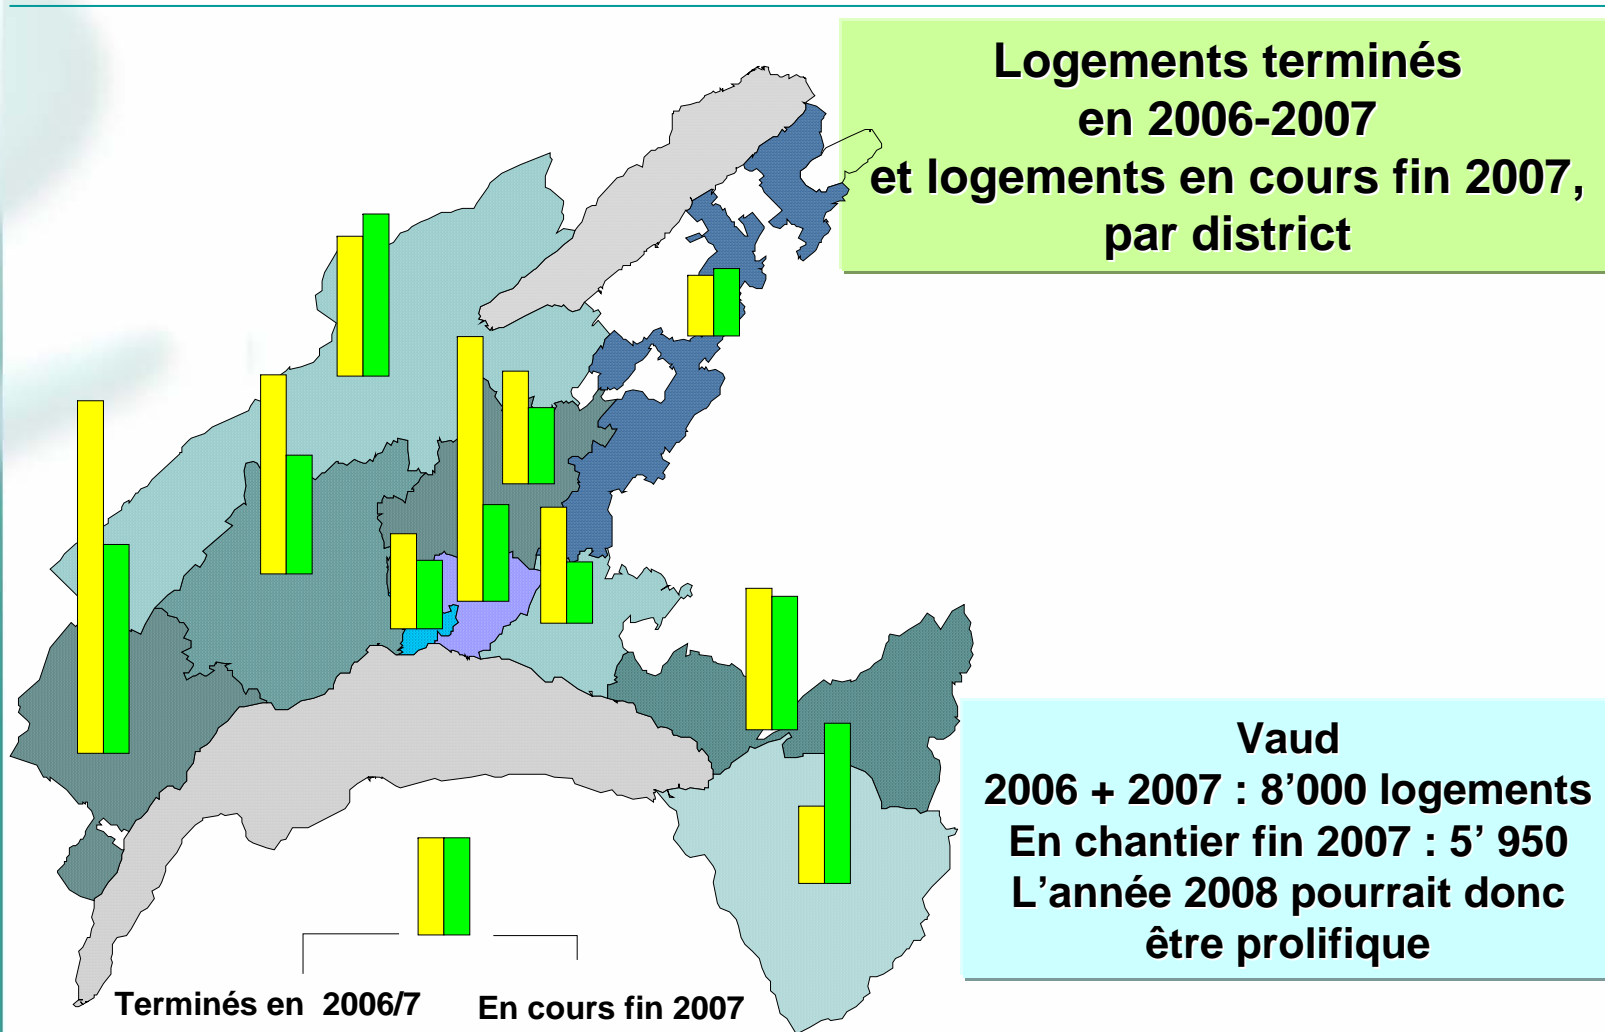 Logements terminés
en 2006-2007
et logements en cours fin 2007,
par district
Vaud
2006 + 2007 : 8’000 logements
En chantier fin 2007 : 5’ 950
L’année 2008 pourrait donc
être prolifique
Terminés en 2006/7
En cours fin 2007